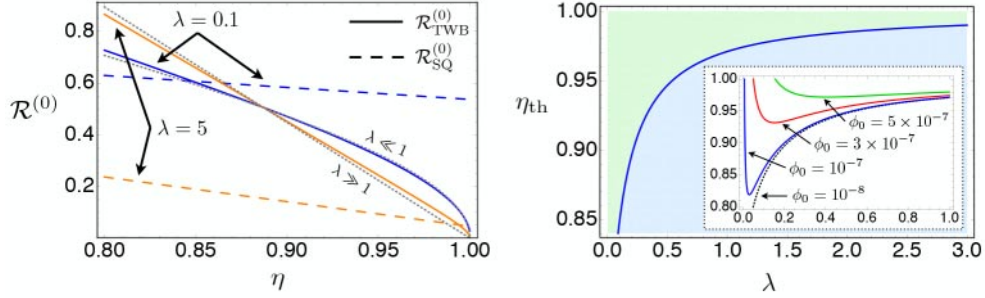 λ = 0.1
R_TWB^(0)
R_SQ^(0)
R^(0)
0.8
0.6
0.4
0.2
λ = 5
λ ≪ 1
λ ≫ 1
0.80 0.85 0.90 0.95 1.00
η
1.00
0.95
0.90
0.85
η_th
0.0 0.5 1.0 1.5 2.0 2.5 3.0
λ
1.00
0.95
0.90
0.85
0.80
ϕ₀ = 5 × 10⁻⁷
ϕ₀ = 3 × 10⁻⁷
ϕ₀ = 10⁻⁷
ϕ₀ = 10⁻⁸
0.0 0.2 0.4 0.6 0.8 1.0